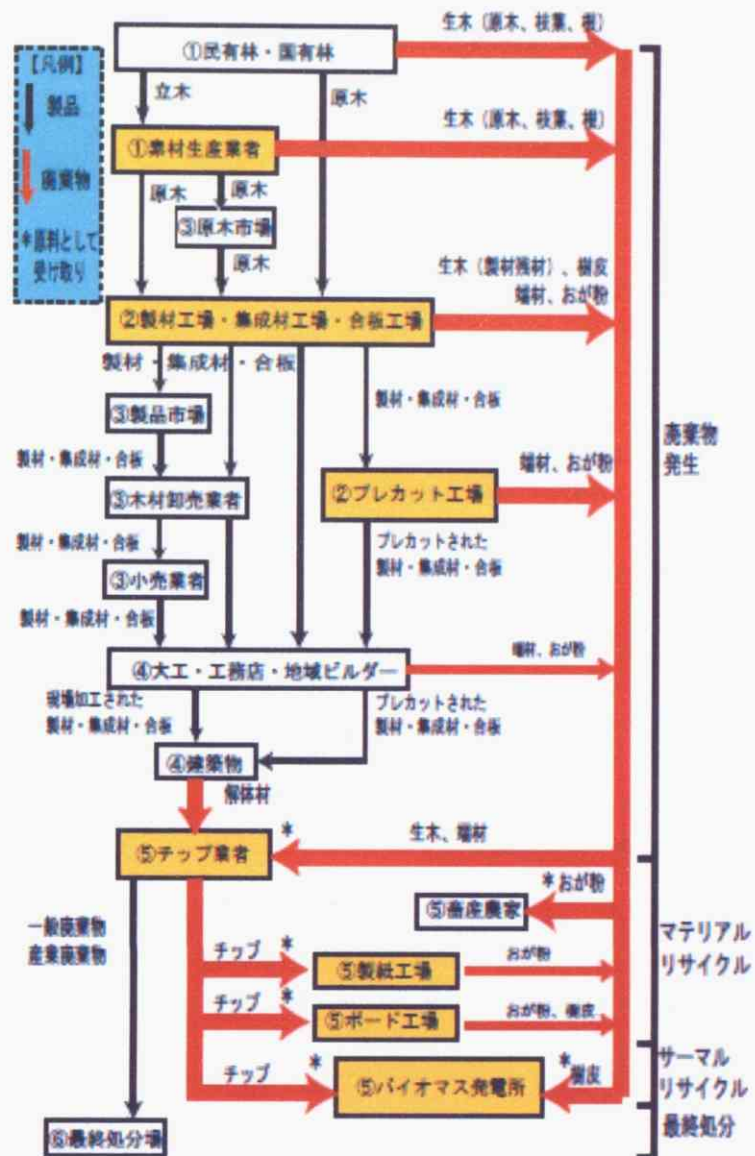 生木（原木、枝葉、根）
①民有林・国有林
【凡例】
製品
廃棄物
*原料として
受け取り
立木
原木
生木（原木、枝葉、根）
①素材生産業者
原木
原木
③原木市場
原木
生木（製材残材）、樹皮
端材、おが粉
②製材工場・集成材工場・合板工場
製材・集成材・合板
製材・集成材・合板
③製品市場
廃棄物
発生
製材・集成材・合板
端材、おが粉
③木材卸売業者
②プレカット工場
製材・集成材・合板
プレカットされた
製材・集成材・合板
③小売業者
製材・集成材・合板
端材、おが粉
④大工・工務店・地域ビルダー
現場加工された
製材・集成材・合板
プレカットされた
製材・集成材・合板
④建築物
解体材
*
生木、端材
⑤チップ業者
*おが粉
⑤畜産農家
一般廃棄物
産業廃棄物
マテリアル
リサイクル
チップ
*
⑤製紙工場
おが粉
チップ
*
⑤ボード工場
おが粉、樹皮
サーマル
リサイクル
チップ
*
⑤バイオマス発電所
*
樹皮
最終処分
⑥最終処分場